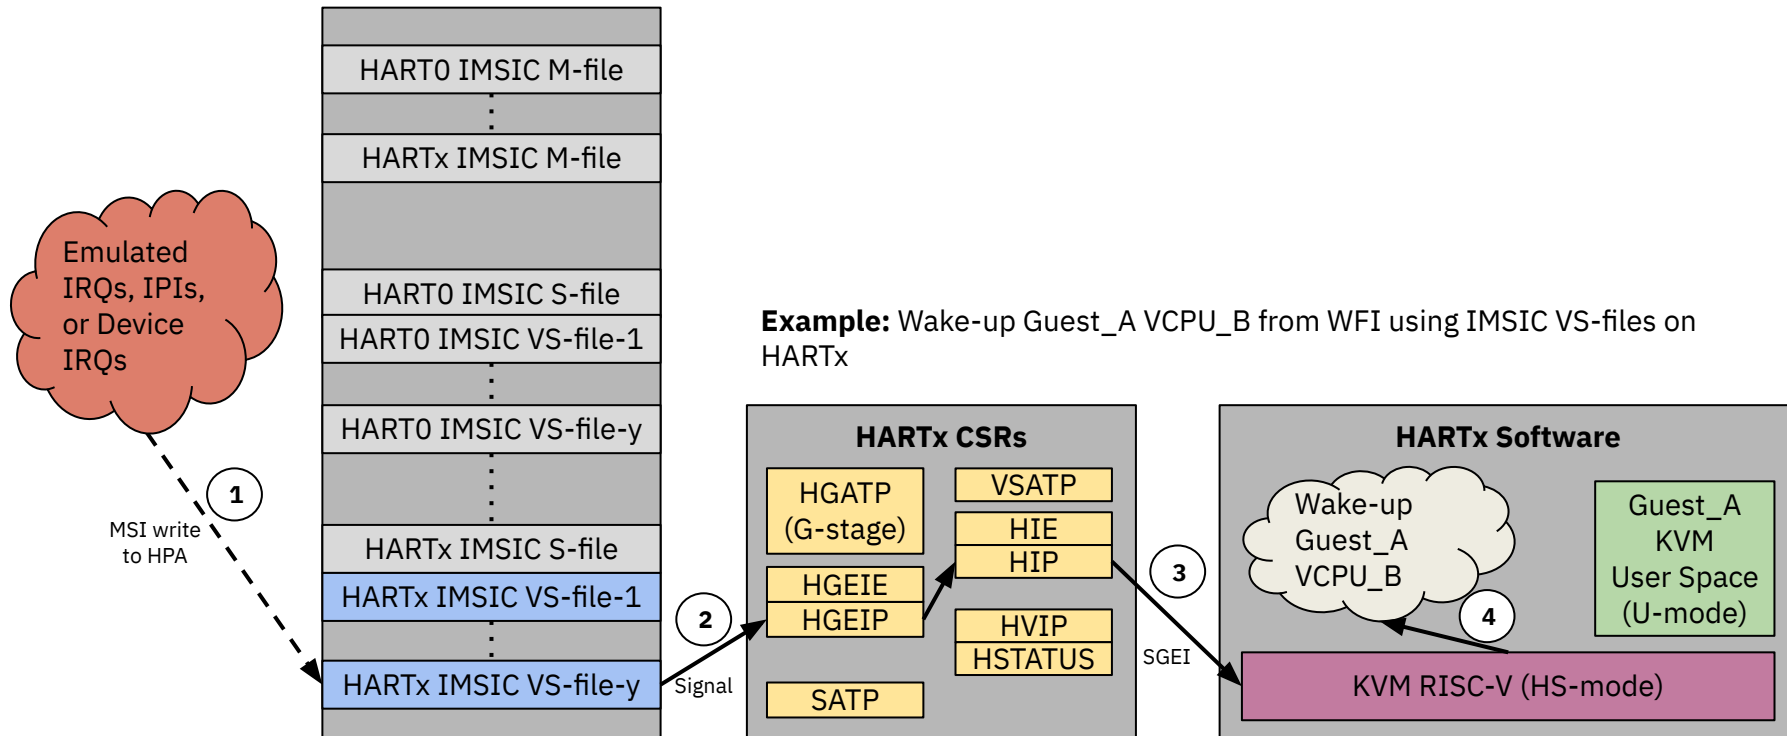 HART0 IMSIC M-file
HARTx IMSIC M-file
Emulated
IRQs, IPIs,
or Device
IRQs
HART0 IMSIC S-file
HART0 IMSIC VS-file-1
HART0 IMSIC VS-file-y
HARTx IMSIC S-file
HARTx IMSIC VS-file-1
HARTx IMSIC VS-file-y
1
MSI write
to HPA
Example: Wake-up Guest_A VCPU_B from WFI using IMSIC VS-files on
HARTx
2
Signal
HARTx CSRs
HGATP
(G-stage)
HGEIE
HGEIP
SATP
VSATP
HIE
HIP
HVIP
HSTATUS
3
SGEI
HARTx Software
Wake-up
Guest_A
VCPU_B
4
Guest_A
KVM
User Space
(U-mode)
KVM RISC-V (HS-mode)